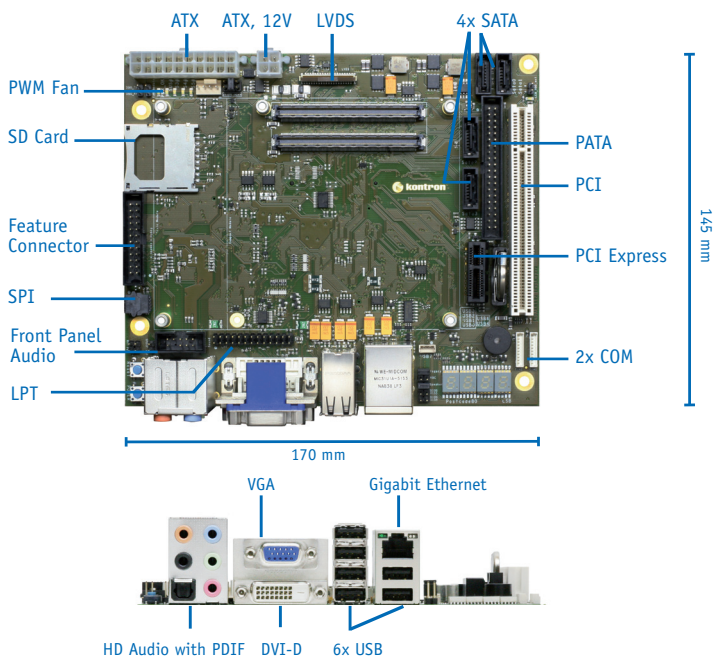 ATX
ATX, 12V
LVDS
4x SATA
PWM Fan
SD Card
PATA
kontron
PCI
Feature
Connector
PCI Express
145 mm
SPI
Front Panel
Audio
2x COM
LPT
170 mm
VGA
Gigabit Ethernet
HD Audio with PDIF
DVI-D
6x USB